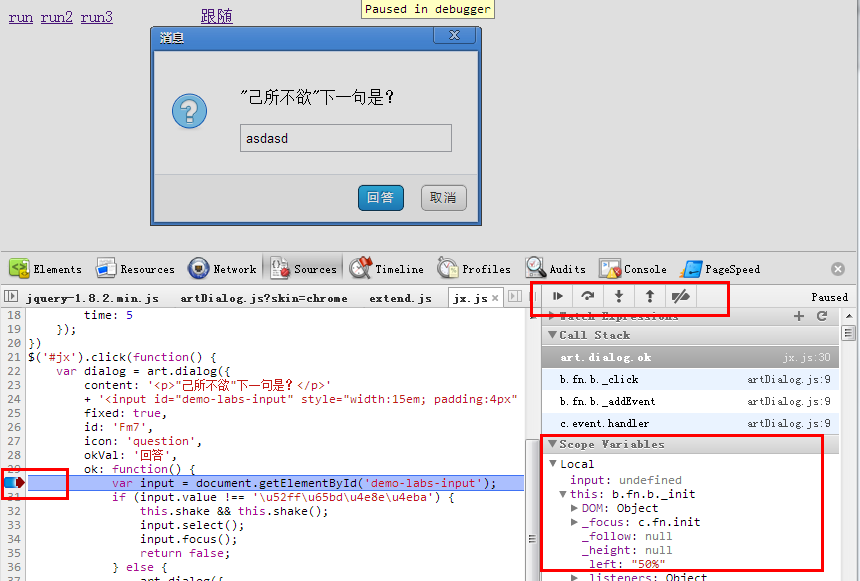 run run2 run3 跟随
Paused in debugger
消息
"己所不欲"下一句是？
asdasd
回答 取消
Elements Resources Network Sources Timeline Profiles Audits Console PageSpeed
jquery-1.8.2.min.js artDialog.js?skin=chrome extend.js jx.js
Paused
18 time: 5
19 });
20 })
21 $('#jx').click(function() {
22 var dialog = art.dialog({
23 content: '<p>"己所不欲"下一句是？</p>'
24 + '<input id="demo-labs-input" style="width:15em; padding:4px"
25 fixed: true,
26 id: 'Fm7',
27 icon: 'question',
28 okVal: '回答',
29 ok: function() {
var input = document.getElementById('demo-labs-input');
31 if (input.value !== '\u52ff\u65bd\u4e8e\u4eba') {
32 this.shake && this.shake();
33 input.select();
34 input.focus();
35 return false;
36 } else {
art.dialog({
Watch Expressions
Call Stack
art.dialog.ok jx.js:30
b.fn.b._click artDialog.js:9
b.fn.b._addEvent artDialog.js:9
c.event.handler artDialog.js:9
Scope Variables
Local
input: undefined
this: b.fn.b._init
DOM: Object
_focus: c.fn.init
_follow: null
_height: null
_left: "50%"
_listeners: Object